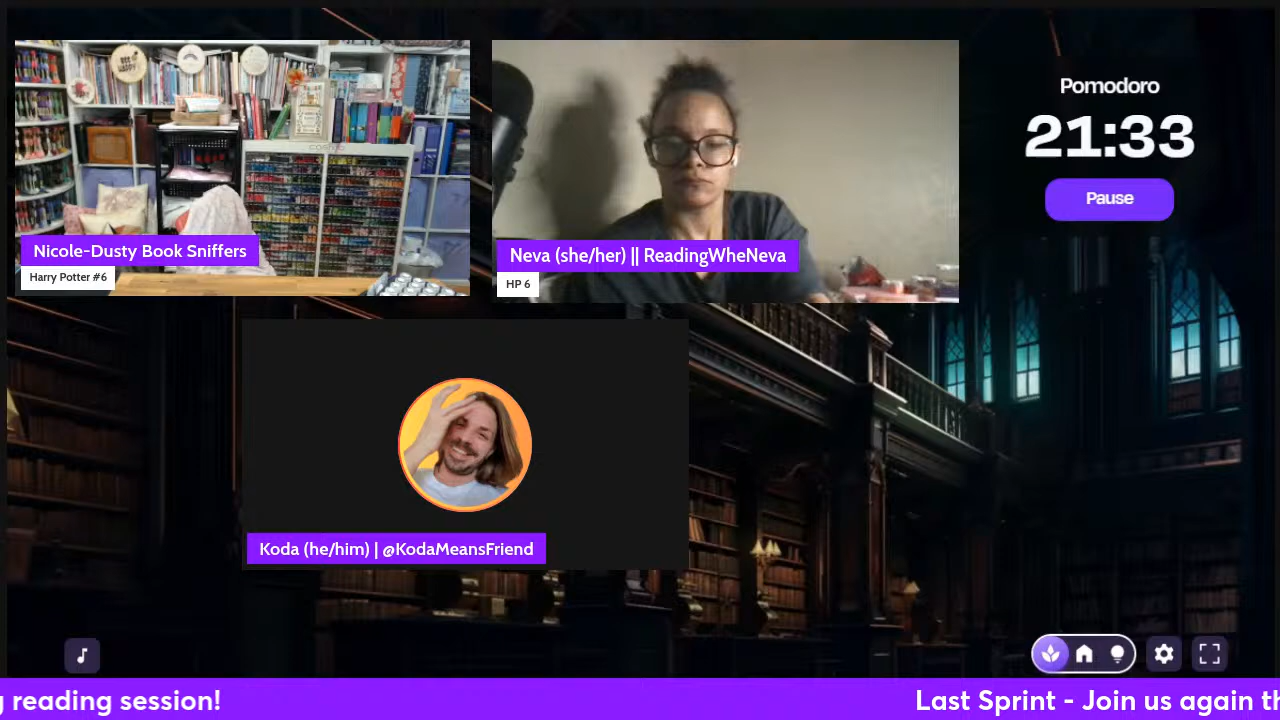 Pomodoro
21:33
Pause
Nicole-Dusty Book Sniffers
Harry Potter #6
Neva (she/her) || ReadingWheNeva
HP 6
Koda (he/him) | @KodaMeansFriend
g reading session!
Last Sprint - Join us again th